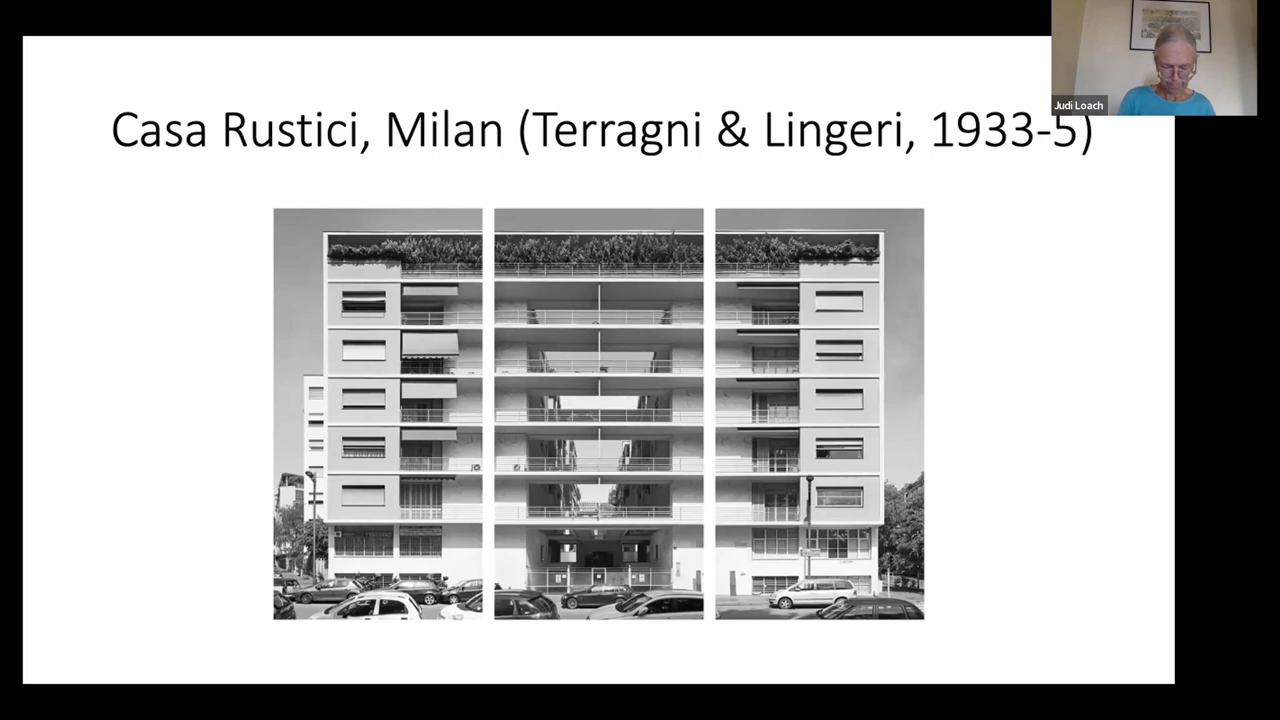 Casa Rustici, Milan (Terragni & Lingeri, 1933-5)
Judi Loach